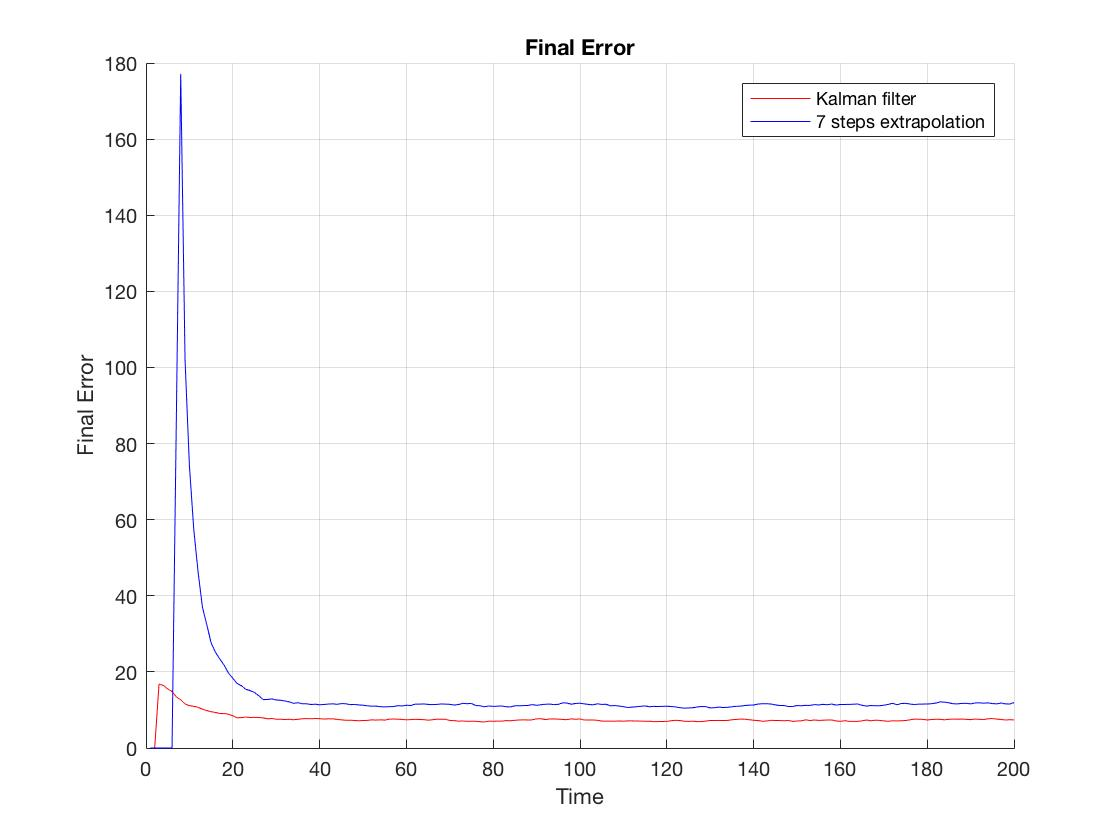 Final Error
Kalman filter
7 steps extrapolation
180
160
140
120
100
80
60
40
20
0
Final Error
0 20 40 60 80 100 120 140 160 180 200
Time